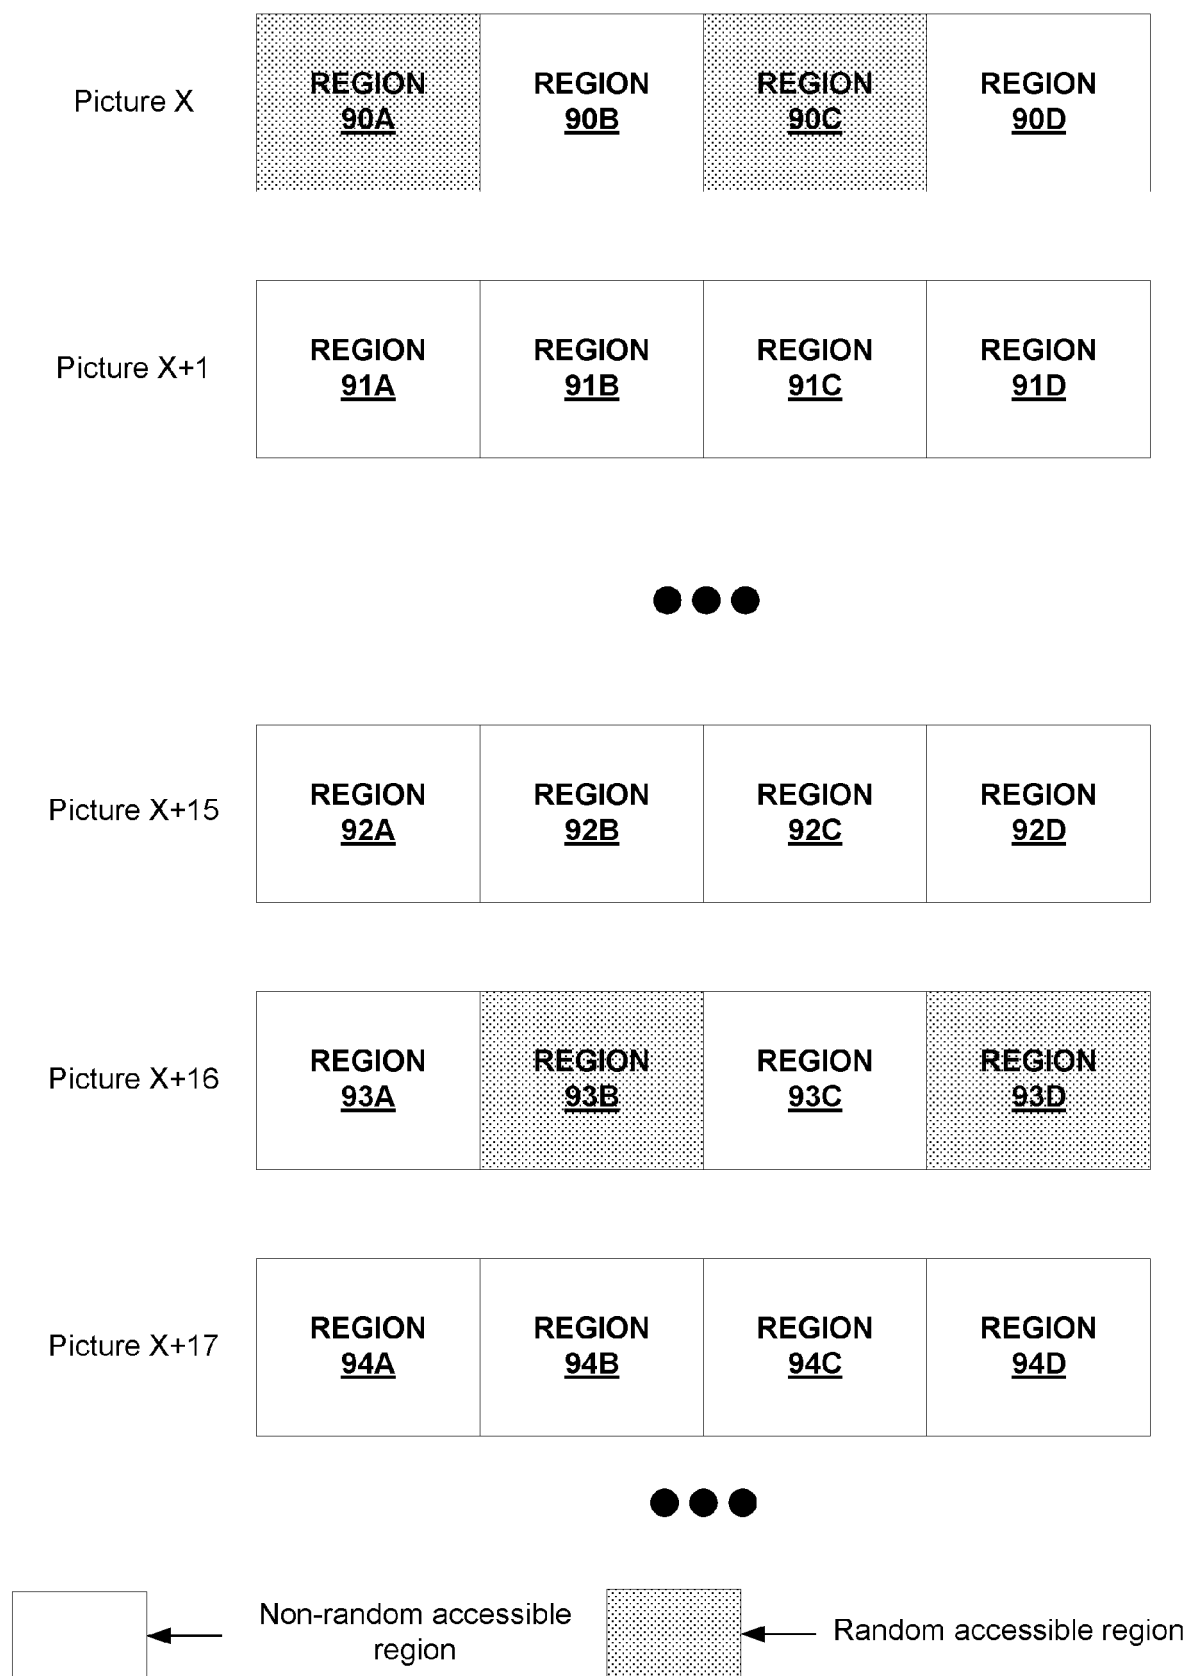 Picture X
REGION
90A
REGION
90B
REGION
90C
REGION
90D
Picture X+1
REGION
91A
REGION
91B
REGION
91C
REGION
91D
Picture X+15
REGION
92A
REGION
92B
REGION
92C
REGION
92D
Picture X+16
REGION
93A
REGION
93B
REGION
93C
REGION
93D
Picture X+17
REGION
94A
REGION
94B
REGION
94C
REGION
94D
Non-random accessible
region
Random accessible region